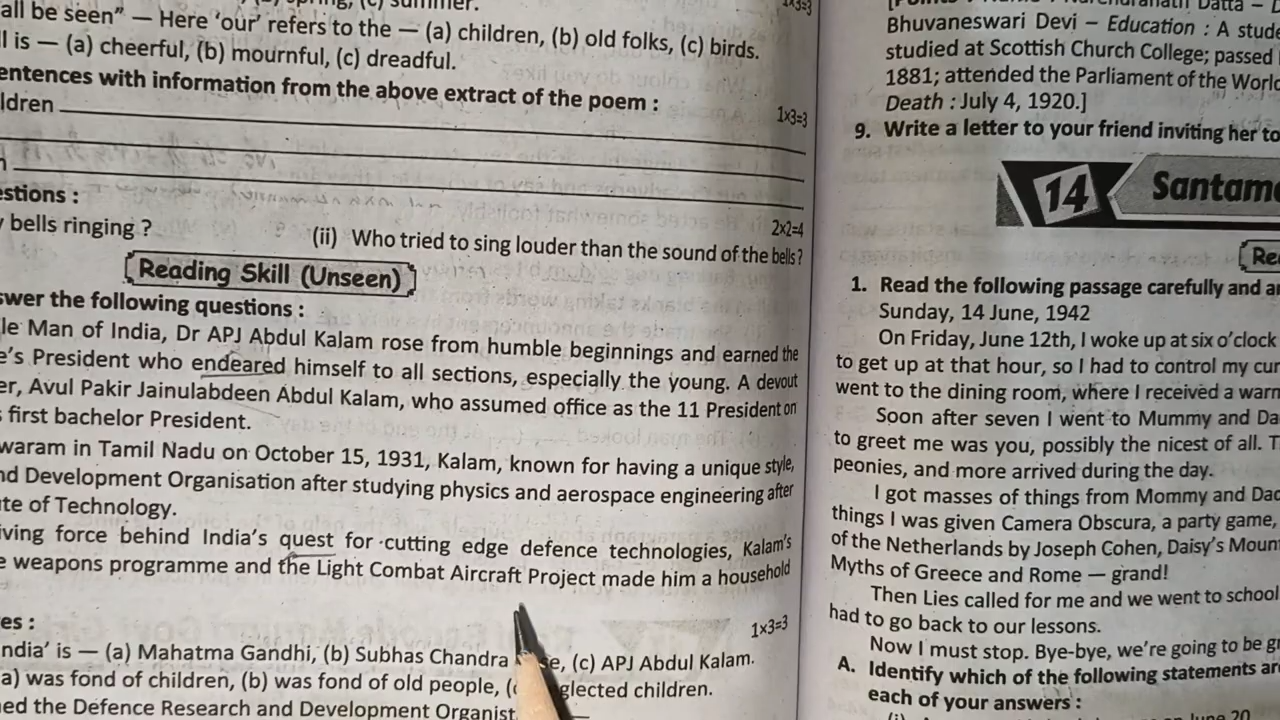 all be seen” — Here ‘our’ refers to the — (a) children, (b) old folks, (c) birds.
ll is — (a) cheerful, (b) mournful, (c) dreadful.
entences with information from the above extract of the poem :
ldren
1×3=3
estions :
2×2=4
bells ringing ? (ii) Who tried to sing louder than the sound of the bells?
Reading Skill (Unseen)
swer the following questions :
le Man of India, Dr APJ Abdul Kalam rose from humble beginnings and earned the
e’s President who endeared himself to all sections, especially the young. A devout
er, Avul Pakir Jainulabdeen Abdul Kalam, who assumed office as the 11 President on
first bachelor President.
waram in Tamil Nadu on October 15, 1931, Kalam, known for having a unique style,
nd Development Organisation after studying physics and aerospace engineering after
ute of Technology.
iving force behind India’s quest for cutting edge defence technologies, Kalam’s
e weapons programme and the Light Combat Aircraft Project made him a household
es :
1×3=3
ndia’ is — (a) Mahatma Gandhi, (b) Subhas Chandra se, (c) APJ Abdul Kalam.
a) was fond of children, (b) was fond of old people, ( glected children.
ned the Defence Research and Development Organist
Bhuvaneswari Devi – Education : A stude
studied at Scottish Church College; passed
1881; attended the Parliament of the World
Death : July 4, 1920.]
9. Write a letter to your friend inviting her to
14 Santam
Re
1. Read the following passage carefully and a
Sunday, 14 June, 1942
On Friday, June 12th, I woke up at six o’clock
to get up at that hour, so I had to control my cur
went to the dining room, where I received a warm
Soon after seven I went to Mummy and Da
to greet me was you, possibly the nicest of all. T
peonies, and more arrived during the day.
I got masses of things from Mommy and Dad
things I was given Camera Obscura, a party game,
of the Netherlands by Joseph Cohen, Daisy’s Moun
Myths of Greece and Rome — grand!
Then Lies called for me and we went to school
had to go back to our lessons.
Now I must stop. Bye-bye, we’re going to be g
A. Identify which of the following statements ar
each of your answers :